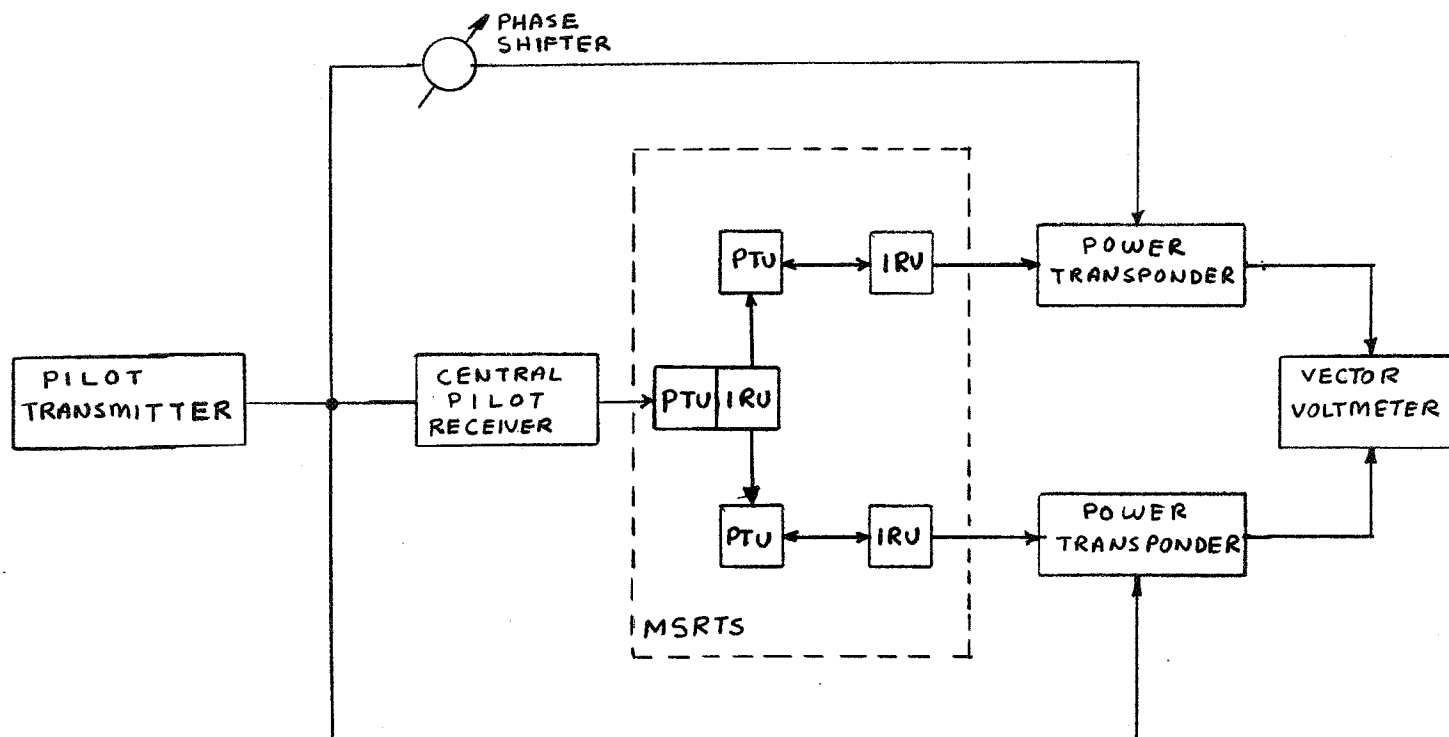 PHASE
SHIFTER
PTU
IRU
POWER
TRANSPONDER
PILOT
TRANSMITTER
CENTRAL
PILOT
RECEIVER
PTU IRU
VECTOR
VOLTMETER
PTU
IRU
POWER
TRANSPONDER
MSRTS